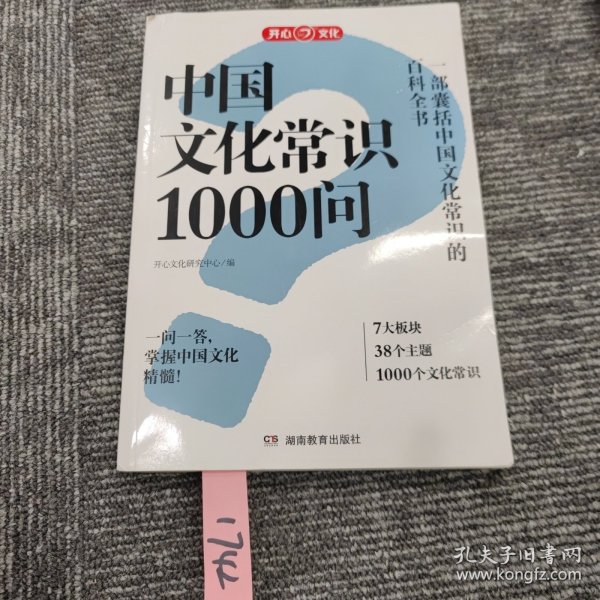 开心 文化
中国
文化常识
1000问
一部囊括中国文化常识的
百科全书
开心文化研究中心/编
一问一答，
掌握中国文化
精髓！
7大板块
38个主题
1000个文化常识
湖南教育出版社
孔夫子旧书网
www.kongfz.com